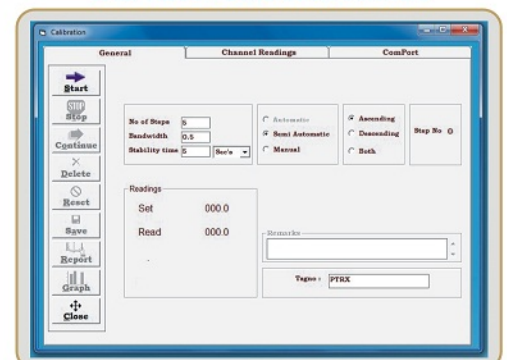 Calibration
General Channel Readings ComPort
Start
Stop
Continue
Delete
Reset
Save
Report
Graph
Close
No of Steps 5
Bandwidth 0.5
Stability time 5 Sec's
Automatic
Semi Automatic
Manual
Ascending
Descending
Both
Step No 0
Readings
Set 000.0
Read 000.0
Remarks
Tagno : PTRX